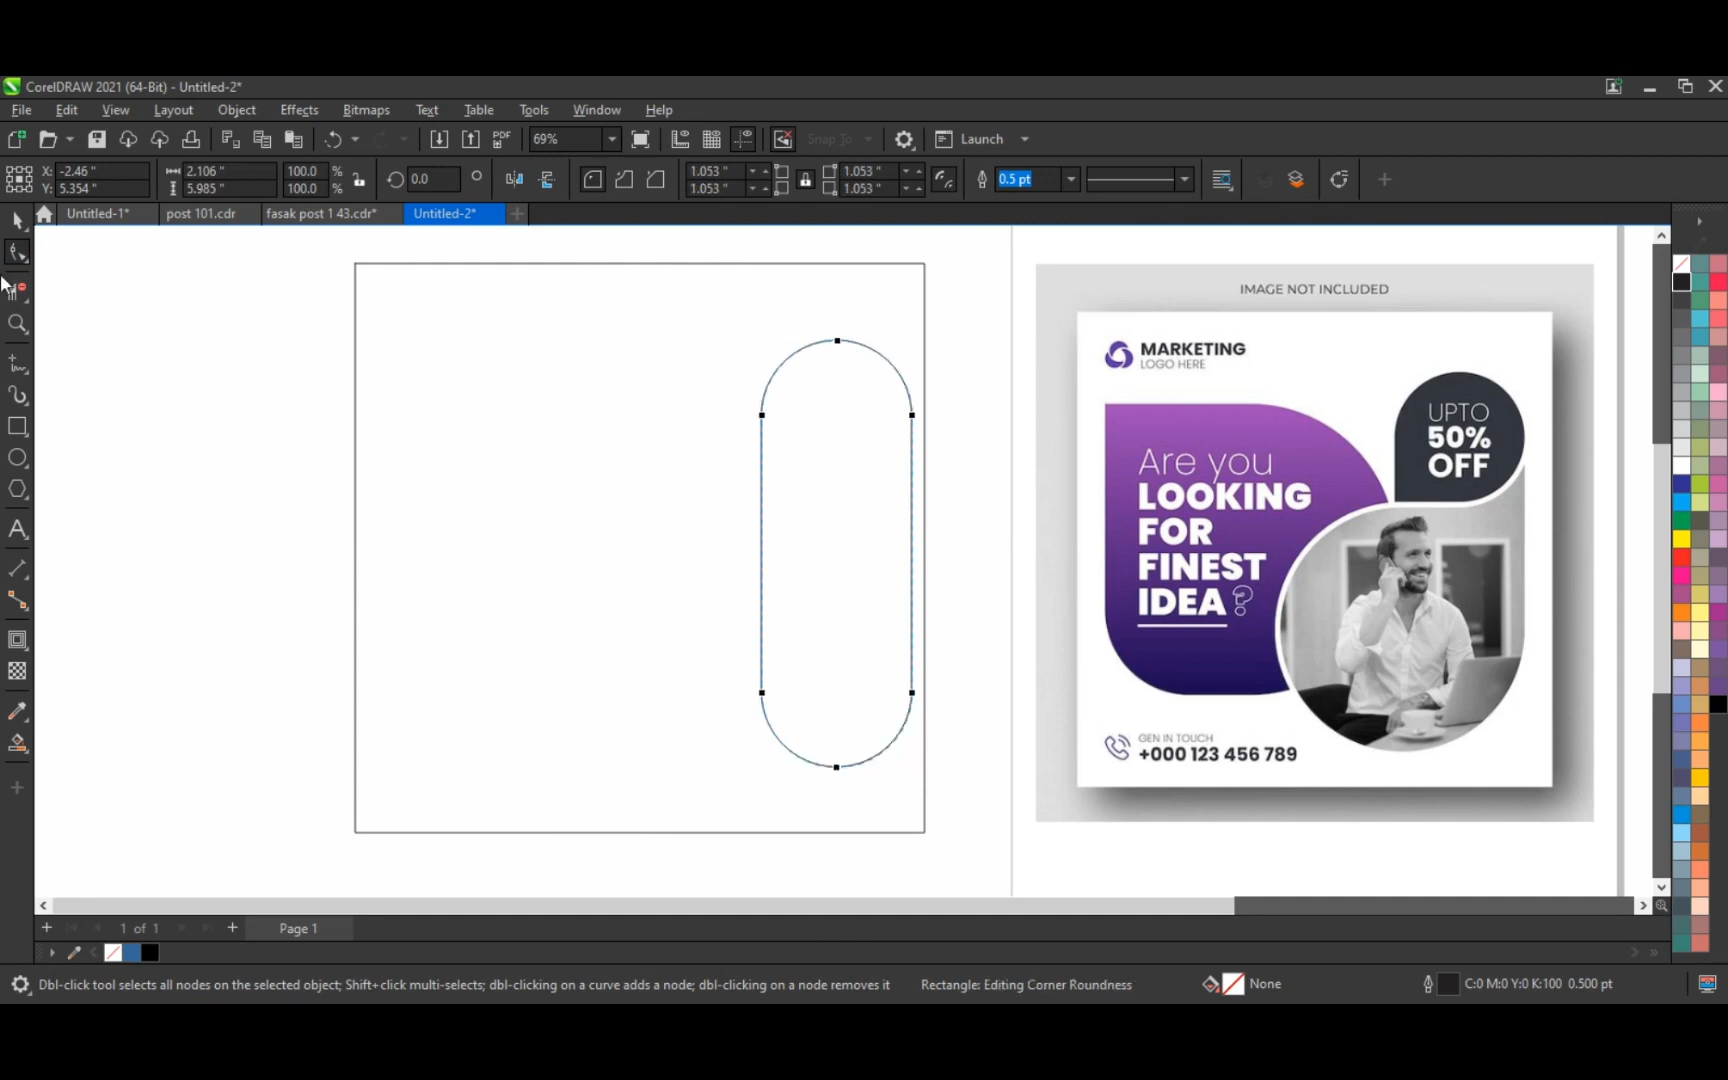 CorelDRAW 2021 (64-Bit) - Untitled-2*
File Edit View Layout Object Effects Bitmaps Text Table Tools Window Help
PDF 69% Snap To Launch
X: -2.46 " 2.106 " 100.0 % 0.0 1.053 " 1.053 " 0.5 pt
Y: 5.354 " 5.985 " 100.0 % 1.053 " 1.053 "
Untitled-1* post 101.cdr fasak post 1 43.cdr* Untitled-2*
IMAGE NOT INCLUDED
MARKETING
LOGO HERE
UPTO
50%
OFF
Are you
LOOKING
FOR
FINEST
IDEA?
GEN IN TOUCH
+000 123 456 789
1 of 1 Page 1
Dbl-click tool selects all nodes on the selected object; Shift+click multi-selects; dbl-clicking on a curve adds a node; dbl-clicking on a node removes it Rectangle: Editing Corner Roundness None C:0 M:0 Y:0 K:100 0.500 pt